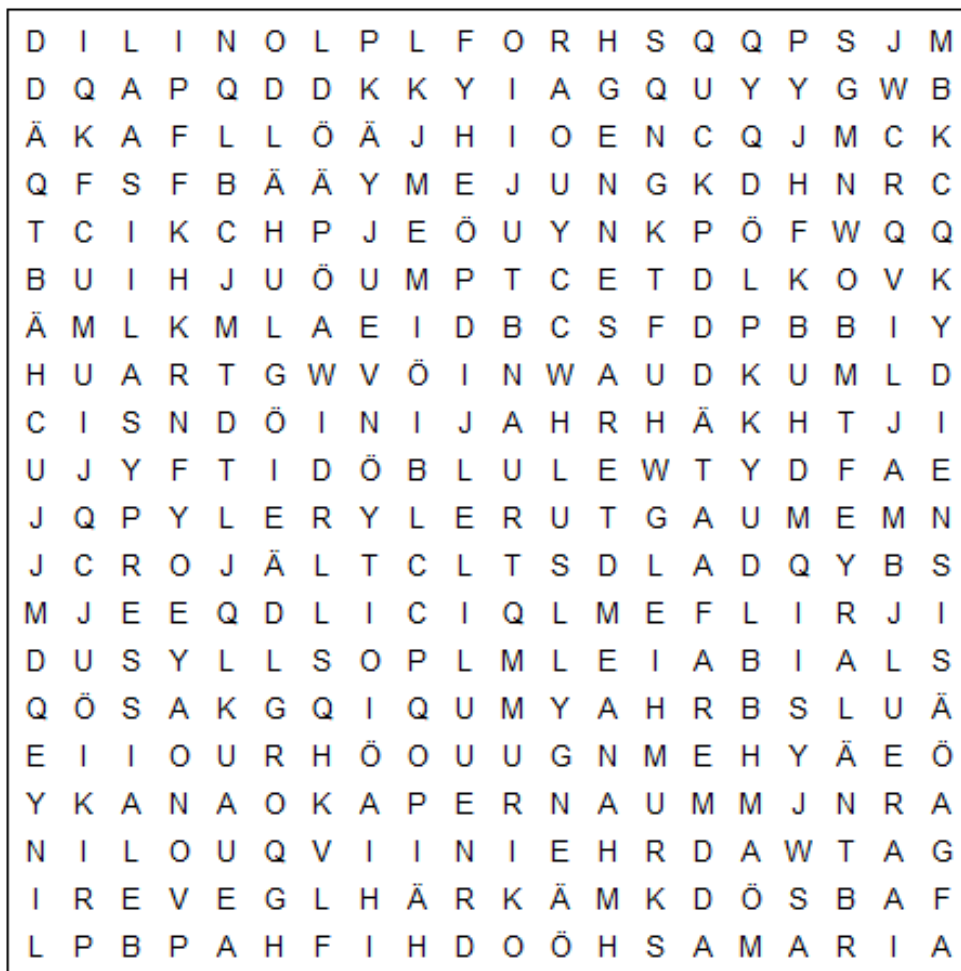 D I L I N O L P L F O R H S Q Q P S J M
D Q A P Q D D K K Y I A G Q U Y Y G W B
Ä K A F L L Ö Ä J H I O E N C Q J M C K
Q F S F B Ä Ä Y M E J U N G K D H N R C
T C I K C H P J E Ö U Y N K P Ö F W Q Q
B U I H J U Ö U M P T C E T D L K O V K
Ä M L K M L A E I D B C S F D P B B I Y
H U A R T G W V Ö I N W A U D K U M L D
C I S N D Ö I N I J A H R H Ä K H T J I
U J Y F T I D Ö B L U L E W T Y D F A E
J Q P Y L E R Y L E R U T G A U M E M N
J C R O J Ä L T C L T S D L A D Q Y B S
M J E E Q D L I C I Q L M E F L I R J I
D U S Y L L S O P L M L E I A B I A L S
Q Ö S A K G Q I Q U M Y A H R B S L U Ä
E I I O U R H Ö O U U G N M E H Y Ä E Ö
Y K A N A O K A P E R N A U M M J N R A
N I L O U Q V I I N I E H R D A W T A G
I R E V E G L H Ä R K Ä M K D Ö S B A F
L P B P A H F I H D O Ö H S A M A R I A